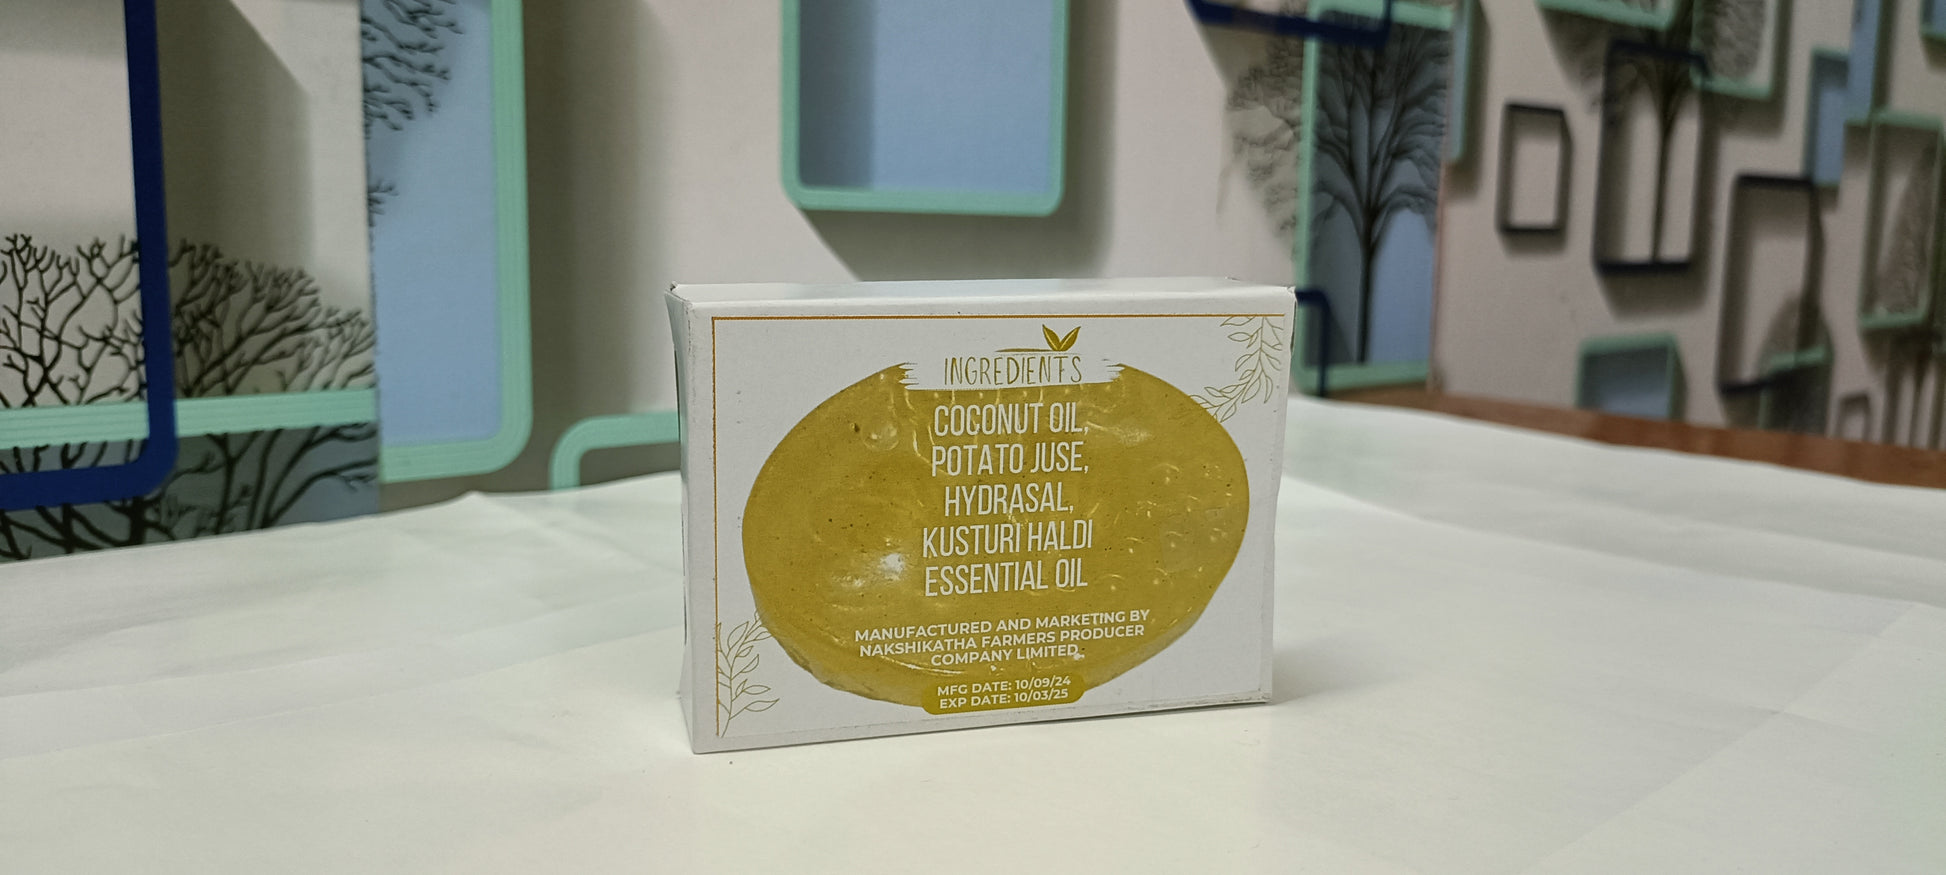 INGREDIENTS
COCONUT OIL,
POTATO JUSE,
HYDRASAL,
KUSTURI HALDI
ESSENTIAL OIL
MANUFACTURED AND MARKETING BY
NAKSHIKATHA FARMERS PRODUCER
COMPANY LIMITED.
MFG DATE: 10/09/24
EXP DATE: 10/03/25